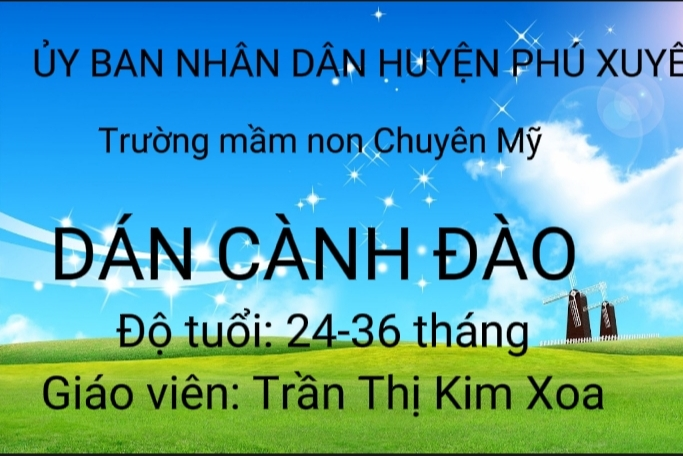 ỦY BAN NHÂN DÂN HUYỆN PHÚ XUYÊ
Trường mầm non Chuyên Mỹ
DÁN CÀNH ĐÀO
Độ tuổi: 24-36 tháng
Giáo viên: Trần Thị Kim Xoa